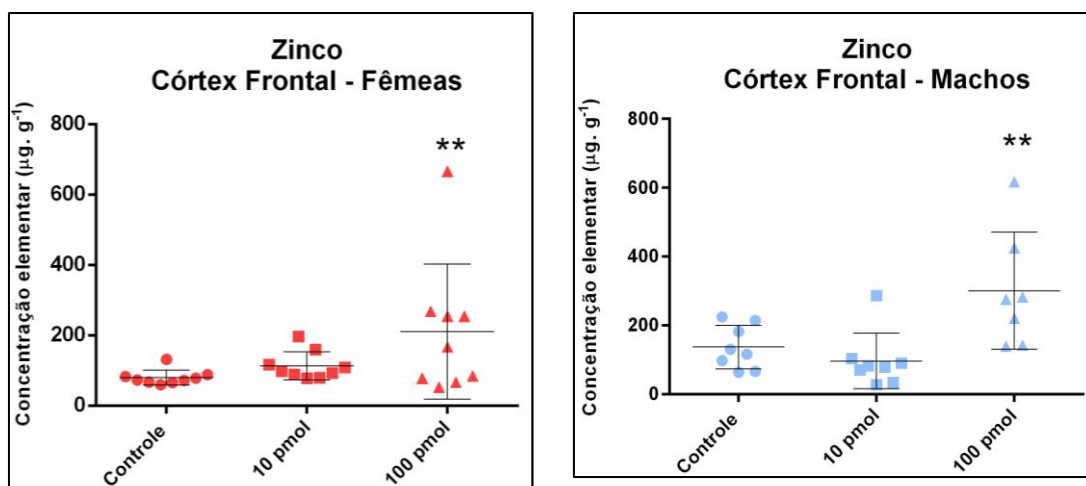 Zinco
Córtex Frontal - Fêmeas
Concentração elementar (µg. g⁻¹)
800
600
400
200
0
**
Controle
10 pmol
100 pmol
Zinco
Córtex Frontal - Machos
Concentração elementar (µg. g⁻¹)
800
600
400
200
0
**
Controle
10 pmol
100 pmol